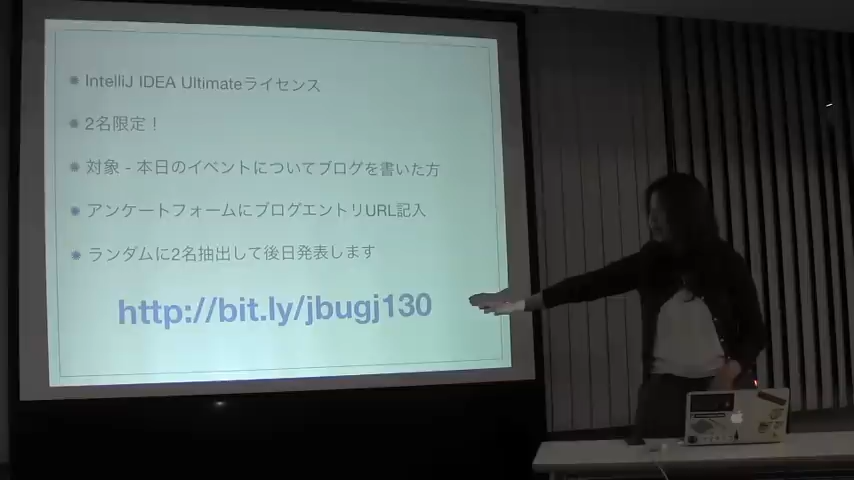 IntelliJ IDEA Ultimateライセンス
2名限定！
対象 - 本日のイベントについてブログを書いた方
アンケートフォームにブログエントリURL記入
ランダムに2名抽出して後日発表します
http://bit.ly/jbugj130